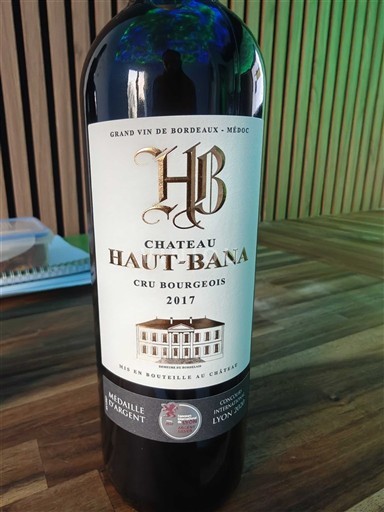 GRAND VIN DE BORDEAUX - MÉDOC
HB
CHATEAU
HAUT-BANA
CRU BOURGEOIS
2017
MIS EN BOUTEILLE AU CHÂTEAU
MÉDAILLE
D'ARGENT
CONCOURS
INTERNATIONAL
LYON 2020